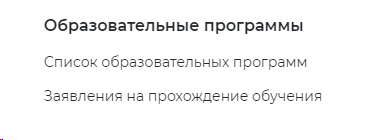 Образовательные программы
Список образовательных программ
Заявления на прохождение обучения